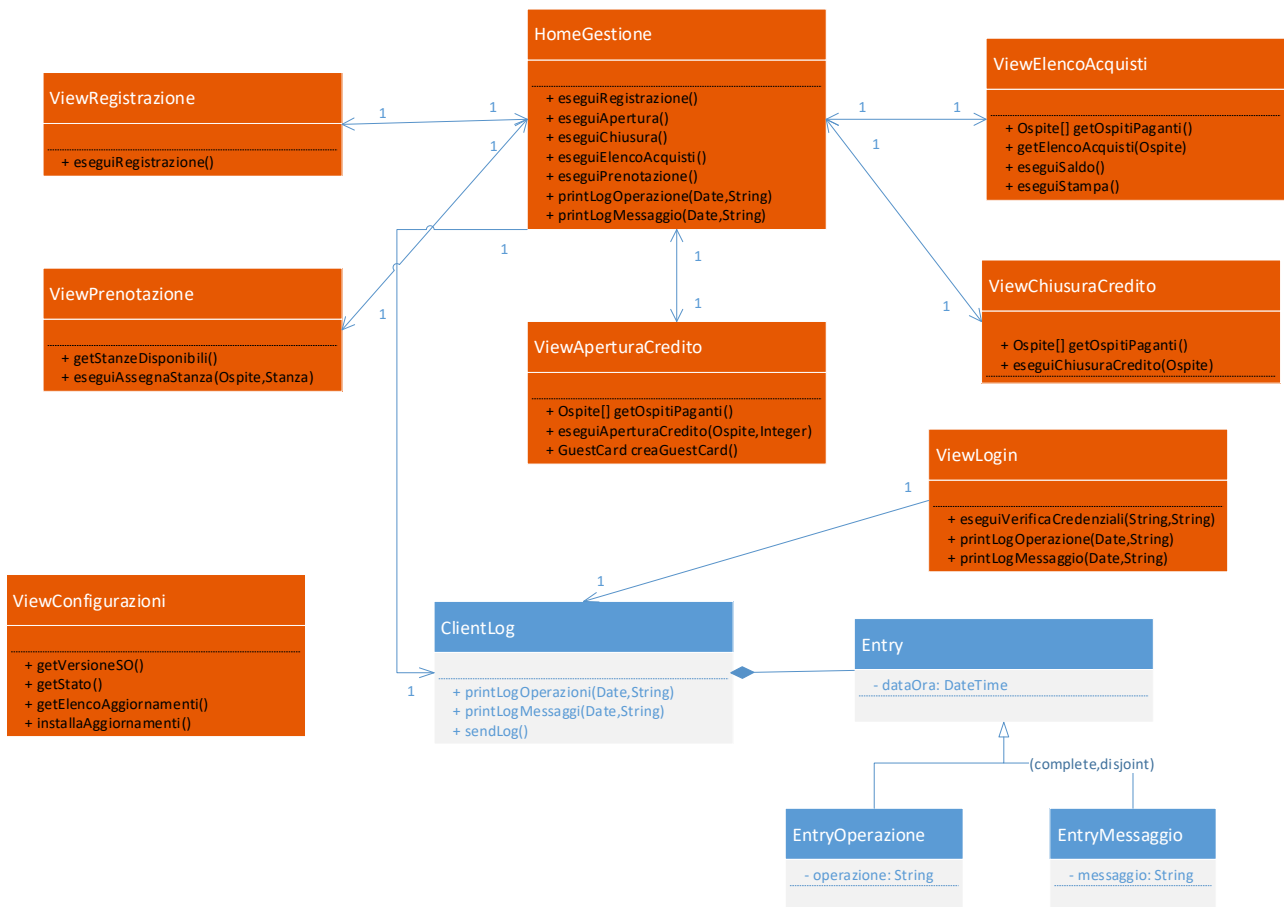 HomeGestione
+ eseguiRegistrazione()
+ eseguiApertura()
+ eseguiChiusura()
+ eseguiElencoAcquisti()
+ eseguiPrenotazione()
+ printLogOperazione(Date,String)
+ printLogMessaggio(Date,String)
ViewElencoAcquisti
+ Ospite[] getOspitiPaganti()
+ getElencoAcquisti(Ospite)
+ eseguiSaldo()
+ eseguiStampa()
ViewRegistrazione
+ eseguiRegistrazione()
1
1
1
1
1
1
1
1
ViewPrenotazione
+ getStanzeDisponibili()
+ eseguiAssegnaStanza(Ospite,Stanza)
1
1
1
1
ViewAperturaCredito
+ Ospite[] getOspitiPaganti()
+ eseguiAperturaCredito(Ospite,Integer)
+ GuestCard creaGuestCard()
ViewChiusuraCredito
+ Ospite[] getOspitiPaganti()
+ eseguiChiusuraCredito(Ospite)
ViewLogin
+ eseguiVerificaCredenziali(String,String)
+ printLogOperazione(Date,String)
+ printLogMessaggio(Date,String)
1
1
ViewConfigurazioni
+ getVersioneSO()
+ getStato()
+ getElencoAggiornamenti()
+ installaAggiornamenti()
1
ClientLog
+ printLogOperazioni(Date,String)
+ printLogMessaggi(Date,String)
+ sendLog()
Entry
- dataOra: DateTime
(complete,disjoint)
EntryOperazione
- operazione: String
EntryMessaggio
- messaggio: String